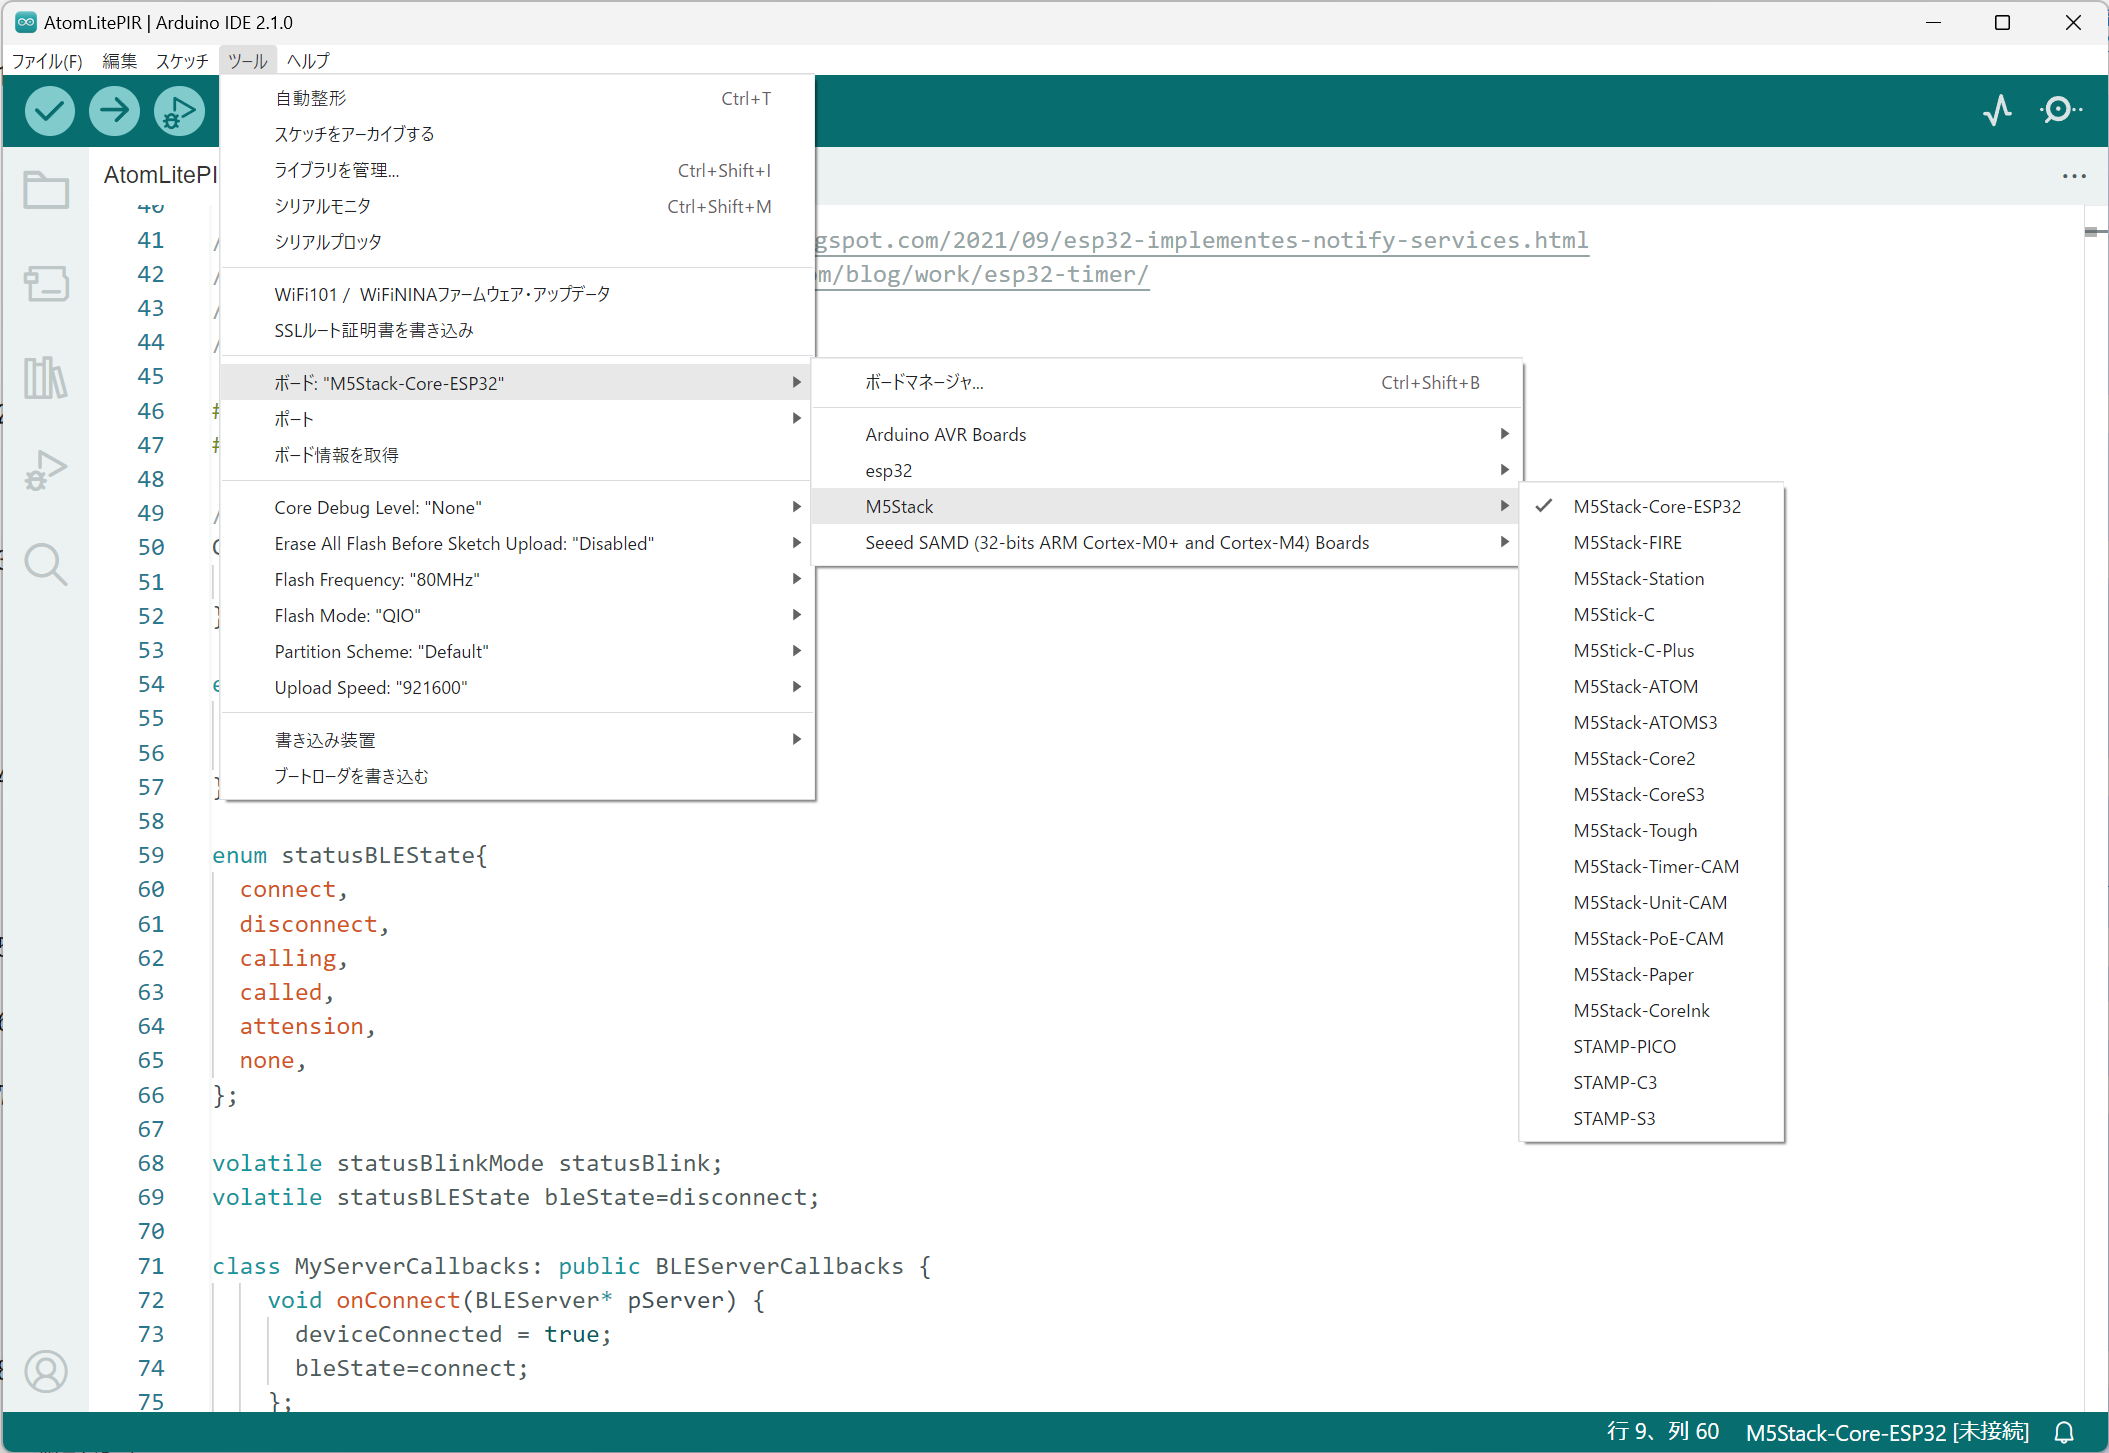 AtomLitePIR | Arduino IDE 2.1.0
ファイル(F) 編集 スケッチ ツール ヘルプ
自動整形 Ctrl+T
スケッチをアーカイブする
ライブラリを管理... Ctrl+Shift+I
シリアルモニタ Ctrl+Shift+M
シリアルプロッタ
WiFi101 / WiFiNINAファームウェア・アップデータ
SSLルート証明書を書き込み
ボード: "M5Stack-Core-ESP32"
ポート
ボード情報を取得
Core Debug Level: "None"
Erase All Flash Before Sketch Upload: "Disabled"
Flash Frequency: "80MHz"
Flash Mode: "QIO"
Partition Scheme: "Default"
Upload Speed: "921600"
書き込み装置
ブートローダを書き込む
ボードマネージャ... Ctrl+Shift+B
Arduino AVR Boards
esp32
M5Stack
Seeed SAMD (32-bits ARM Cortex-M0+ and Cortex-M4) Boards
M5Stack-Core-ESP32
M5Stack-FIRE
M5Stack-Station
M5Stick-C
M5Stick-C-Plus
M5Stack-ATOM
M5Stack-ATOMS3
M5Stack-Core2
M5Stack-CoreS3
M5Stack-Tough
M5Stack-Timer-CAM
M5Stack-Unit-CAM
M5Stack-PoE-CAM
M5Stack-Paper
M5Stack-CoreInk
STAMP-PICO
STAMP-C3
STAMP-S3
AtomLitePI
40
41 / gspot.com/2021/09/esp32-implementes-notify-services.html
42 / om/blog/work/esp32-timer/
43 /
44 /
45
46 #
47 #
48
49 /
50
51
52 }
53
54 e
55
56
57 }
58
59 enum statusBLEState{
60 connect,
61 disconnect,
62 calling,
63 called,
64 attension,
65 none,
66 };
67
68 volatile statusBlinkMode statusBlink;
69 volatile statusBLEState bleState=disconnect;
70
71 class MyServerCallbacks: public BLEServerCallbacks {
72 void onConnect(BLEServer* pServer) {
73 deviceConnected = true;
74 bleState=connect;
75 };
行 9、列 60 M5Stack-Core-ESP32 [未接続]